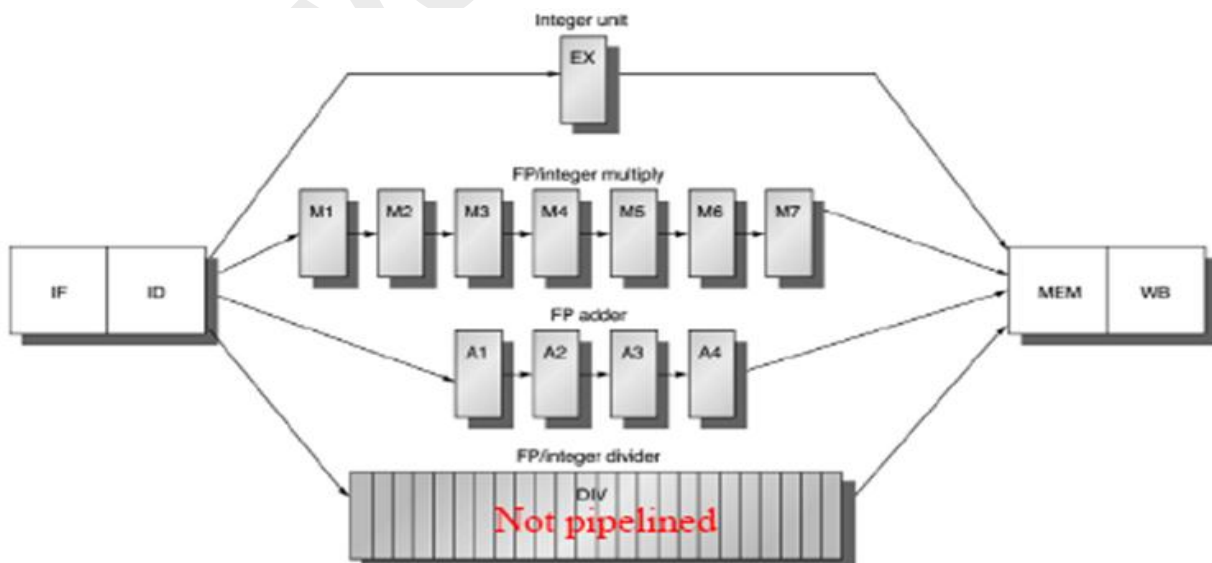 Integer unit
EX
FP/integer multiply
M1 M2 M3 M4 M5 M6 M7
IF ID
MEM WB
FP adder
A1 A2 A3 A4
FP/integer divider
DIV
Not pipelined